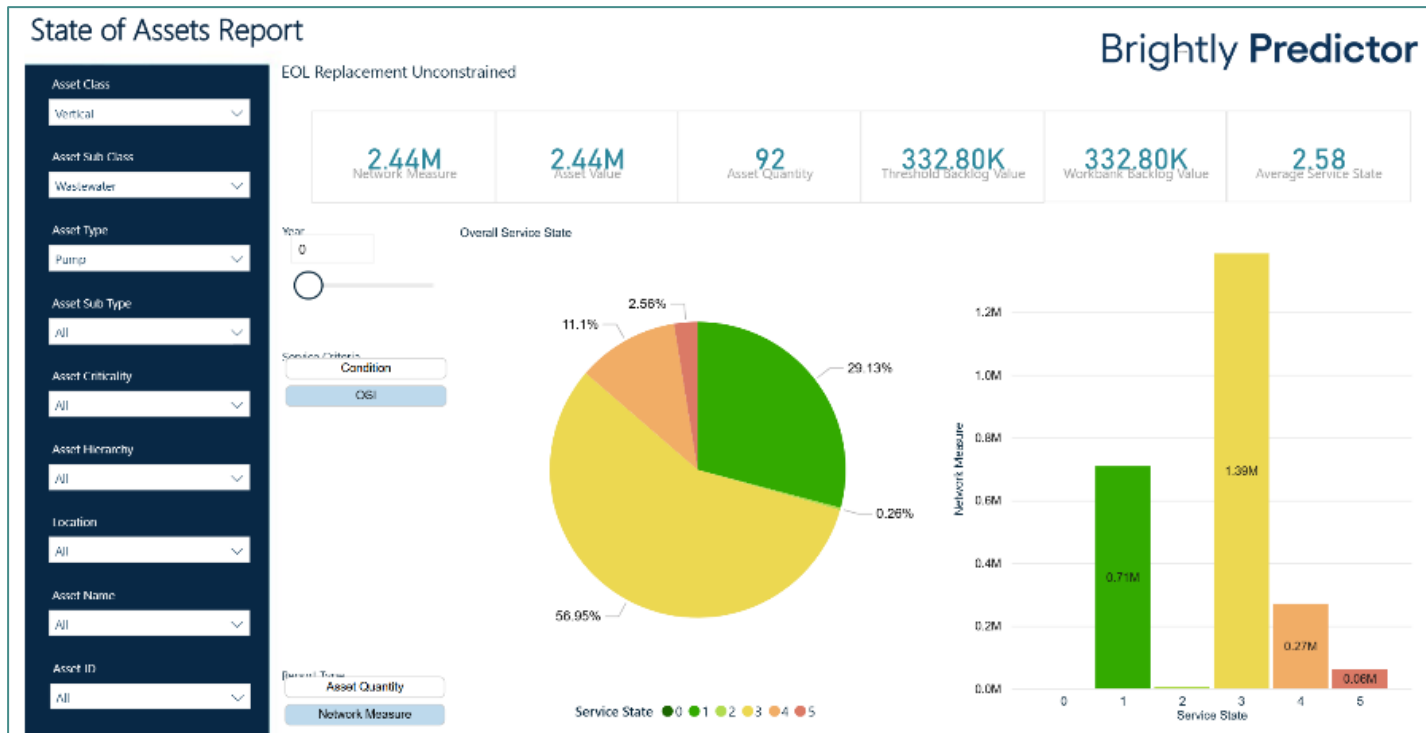 State of Assets Report
Brightly Predictor
Asset Class
Vertical
Asset Sub Class
Wastewater
Asset Type
Pump
Asset Sub Type
All
Asset Criticality
All
Asset Hierarchy
All
Location
All
Asset Name
All
Asset ID
All
EOL Replacement Unconstrained
2.44M
Network Measure
2.44M
Asset Value
92
Asset Quantity
332.80K
Threshold Backlog Value
332.80K
Workbank Backlog Value
2.58
Average Service State
Year
0
Service Criteria
Condition
OSI
Report Type
Asset Quantity
Network Measure
Overall Service State
2.56%
11.1%
29.13%
0.26%
56.95%
Service State 0 1 2 3 4 5
Network Measure
1.2M
1.0M
0.8M
0.6M
0.4M
0.2M
0.0M
0.71M
1.39M
0.27M
0.06M
0 1 2 3 4 5
Service State